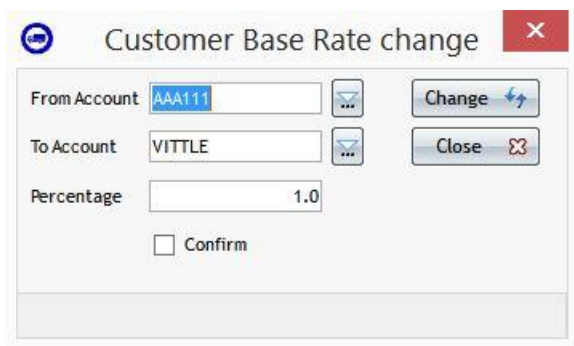 Customer Base Rate change
From Account AAA111 Change
To Account VITTLE Close
Percentage 1.0
Confirm